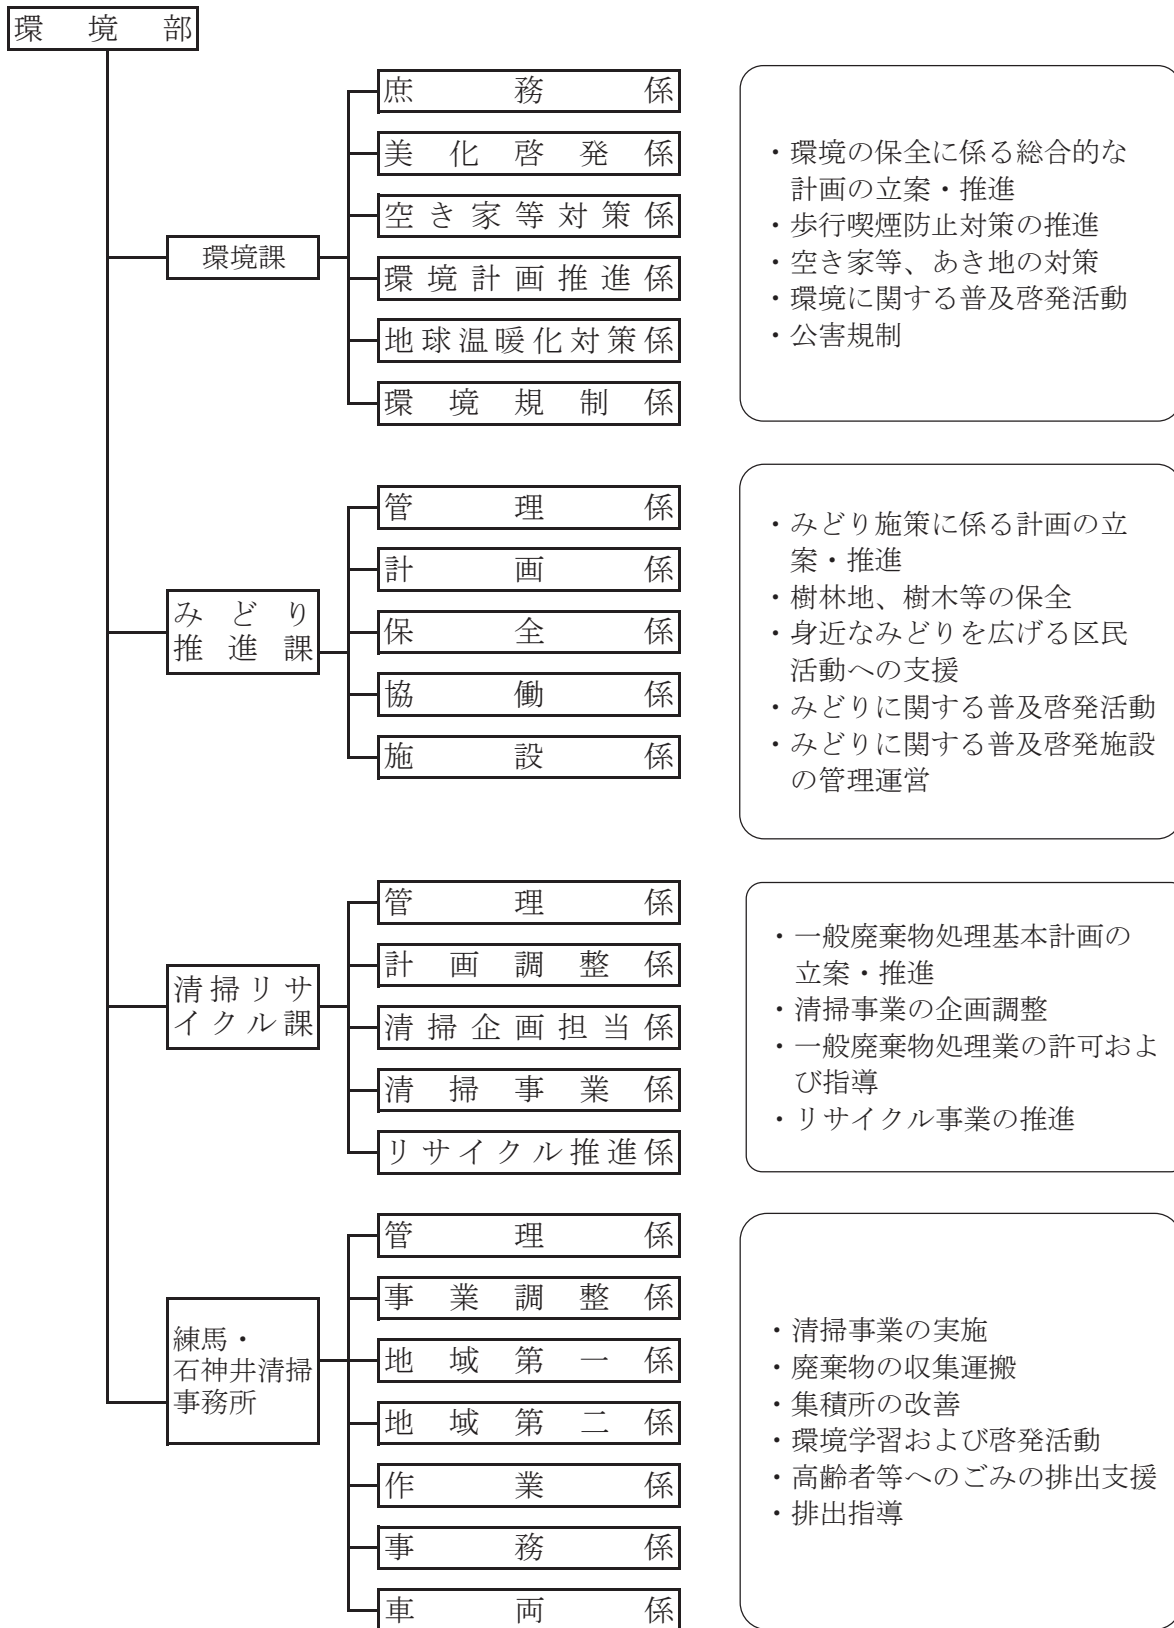 環境部
環境課
庶務係
美化啓発係
空き家等対策係
環境計画推進係
地球温暖化対策係
環境規制係
・環境の保全に係る総合的な
計画の立案・推進
・歩行喫煙防止対策の推進
・空き家等、あき地の対策
・環境に関する普及啓発活動
・公害規制
みどり
推進課
管理係
計画係
保全係
協働係
施設係
・みどり施策に係る計画の立
案・推進
・樹林地、樹木等の保全
・身近なみどりを広げる区民
活動への支援
・みどりに関する普及啓発活動
・みどりに関する普及啓発施設
の管理運営
清掃リサ
イクル課
管理係
計画調整係
清掃企画担当係
清掃事業係
リサイクル推進係
・一般廃棄物処理基本計画の
立案・推進
・清掃事業の企画調整
・一般廃棄物処理業の許可およ
び指導
・リサイクル事業の推進
練馬・
石神井清掃
事務所
管理係
事業調整係
地域第一係
地域第二係
作業係
事務係
車両係
・清掃事業の実施
・廃棄物の収集運搬
・集積所の改善
・環境学習および啓発活動
・高齢者等へのごみの排出支援
・排出指導